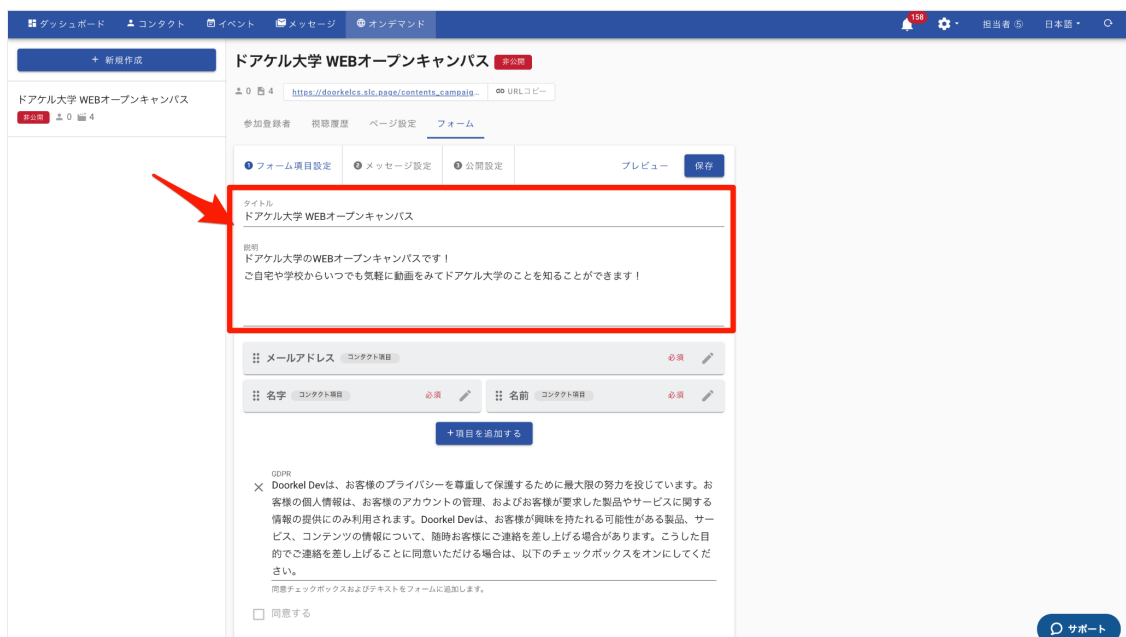 ダッシュボード コンタクト イベント メッセージ オンデマンド 158 担当者 ⑤ 日本語
+ 新規作成
ドアケル大学 WEBオープンキャンパス
非公開 0 4
ドアケル大学 WEBオープンキャンパス 非公開
0 4 https://doorkelcs.slc.page/contents_campaig… URLコピー
参加登録者 視聴履歴 ページ設定 フォーム
❶ フォーム項目設定 ❷ メッセージ設定 ❸ 公開設定 プレビュー 保存
タイトル
ドアケル大学 WEBオープンキャンパス
説明
ドアケル大学のWEBオープンキャンパスです！
ご自宅や学校からいつでも気軽に動画をみてドアケル大学のことを知ることができます！
メールアドレス コンタクト項目 必須
名字 コンタクト項目 必須 名前 コンタクト項目 必須
+項目を追加する
GDPR
Doorkel Devは、お客様のプライバシーを尊重して保護するために最大限の努力を投じています。お
客様の個人情報は、お客様のアカウントの管理、およびお客様が要求した製品やサービスに関する
情報の提供にのみ利用されます。Doorkel Devは、お客様が興味を持たれる可能性がある製品、サー
ビス、コンテンツの情報について、随時お客様にご連絡を差し上げる場合があります。こうした目
的でご連絡を差し上げることに同意いただける場合は、以下のチェックボックスをオンにしてくだ
さい。
同意チェックボックスおよびテキストをフォームに追加します。
同意する
サポート